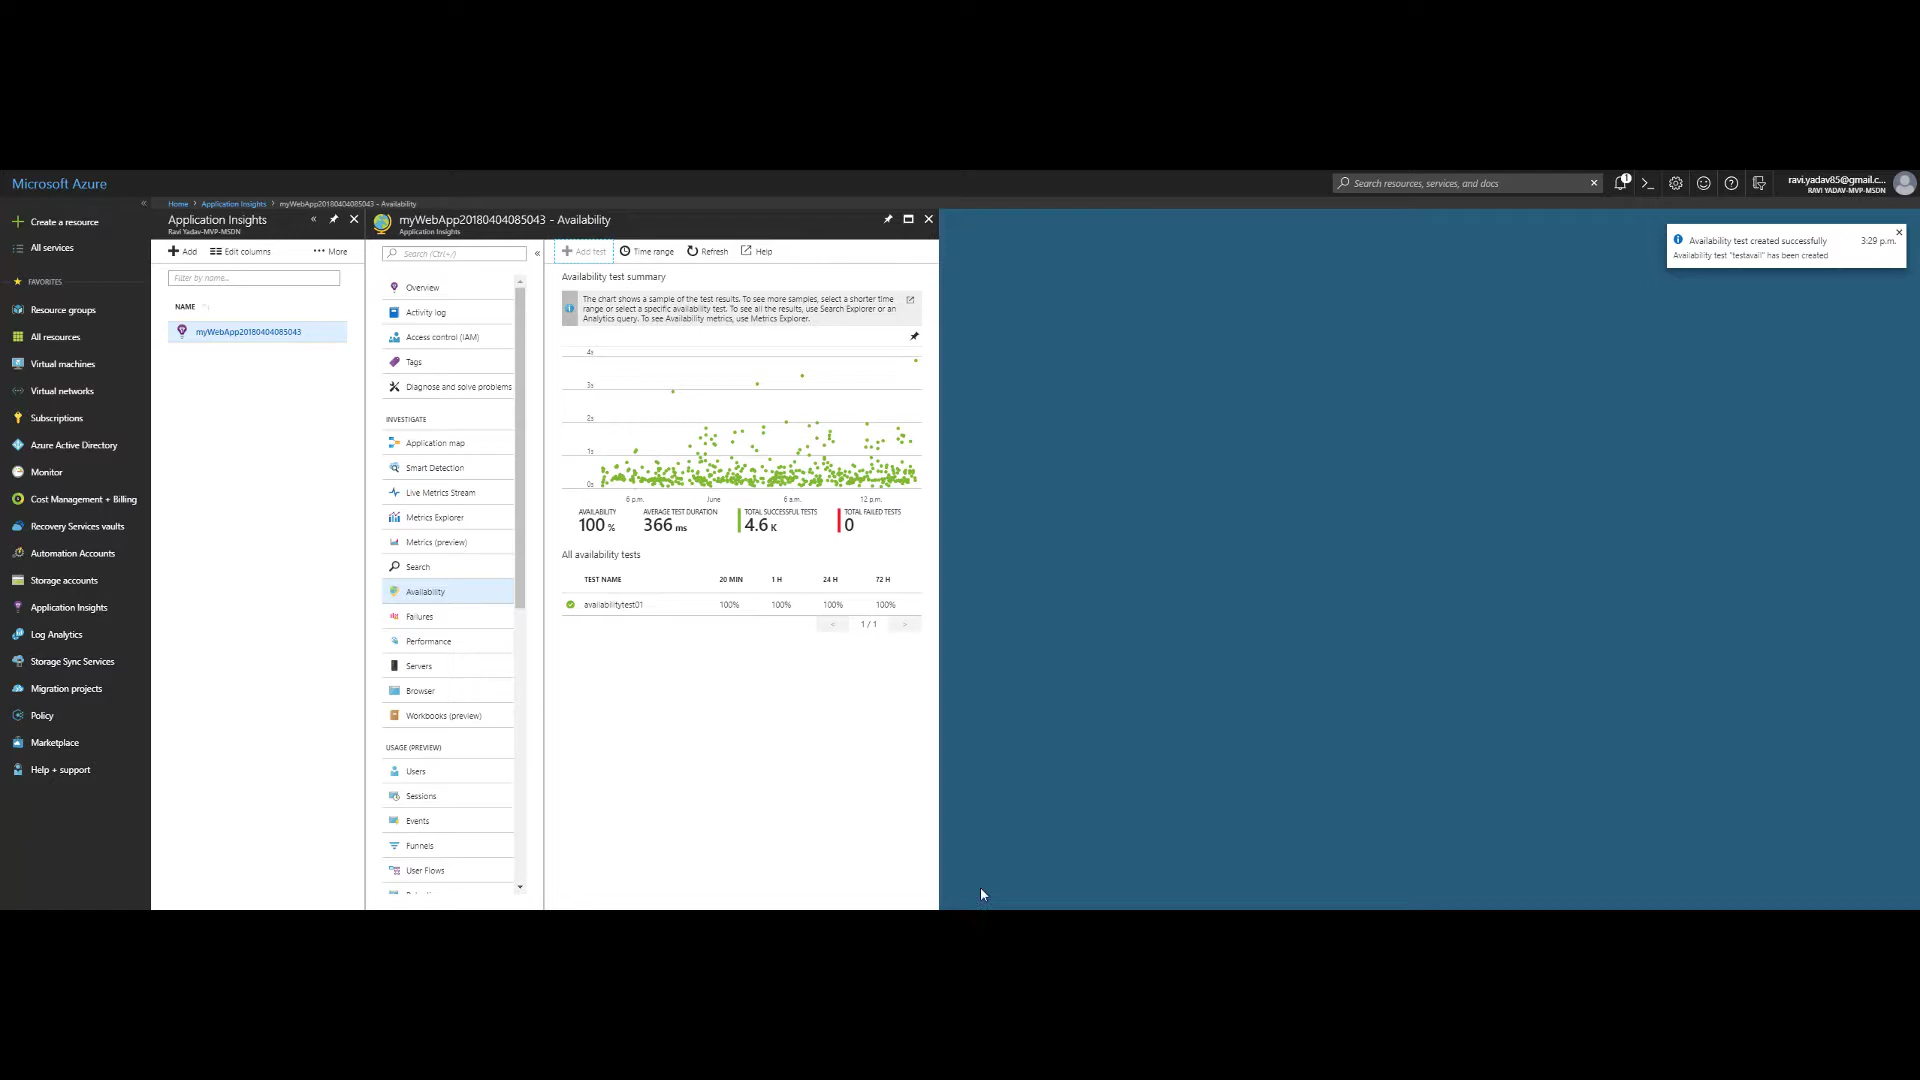 Microsoft Azure
Search resources, services, and docs
1
ravi.yadav85@gmail.c...
RAVI YADAV-MVP-MSDN
Home > Application Insights > myWebApp20180404085043 - Availability
Create a resource
All services
FAVORITES
Resource groups
All resources
Virtual machines
Virtual networks
Subscriptions
Azure Active Directory
Monitor
Cost Management + Billing
Recovery Services vaults
Automation Accounts
Storage accounts
Application Insights
Log Analytics
Storage Sync Services
Migration projects
Policy
Marketplace
Help + support
Application Insights
Ravi Yadav-MVP-MSDN
Add
Edit columns
More
Filter by name...
NAME
myWebApp20180404085043
myWebApp20180404085043 - Availability
Application Insights
Search (Ctrl+/)
Overview
Activity log
Access control (IAM)
Tags
Diagnose and solve problems
INVESTIGATE
Application map
Smart Detection
Live Metrics Stream
Metrics Explorer
Metrics (preview)
Search
Availability
Failures
Performance
Servers
Browser
Workbooks (preview)
USAGE (PREVIEW)
Users
Sessions
Events
Funnels
User Flows
Add test
Time range
Refresh
Help
Availability test summary
The chart shows a sample of the test results. To see more samples, select a shorter time
range or select a specific availability test. To see all the results, use Search Explorer or an
Analytics query. To see Availability metrics, use Metrics Explorer.
4s
3s
2s
1s
0s
6 p.m. June 6 a.m. 12 p.m.
AVAILABILITY
100 %
AVERAGE TEST DURATION
366 ms
TOTAL SUCCESSFUL TESTS
4.6 K
TOTAL FAILED TESTS
0
All availability tests
TEST NAME 20 MIN 1 H 24 H 72 H
availabilitytest01 100% 100% 100% 100%
< 1 / 1 >
Availability test created successfully 3:29 p.m.
Availability test "testavail" has been created